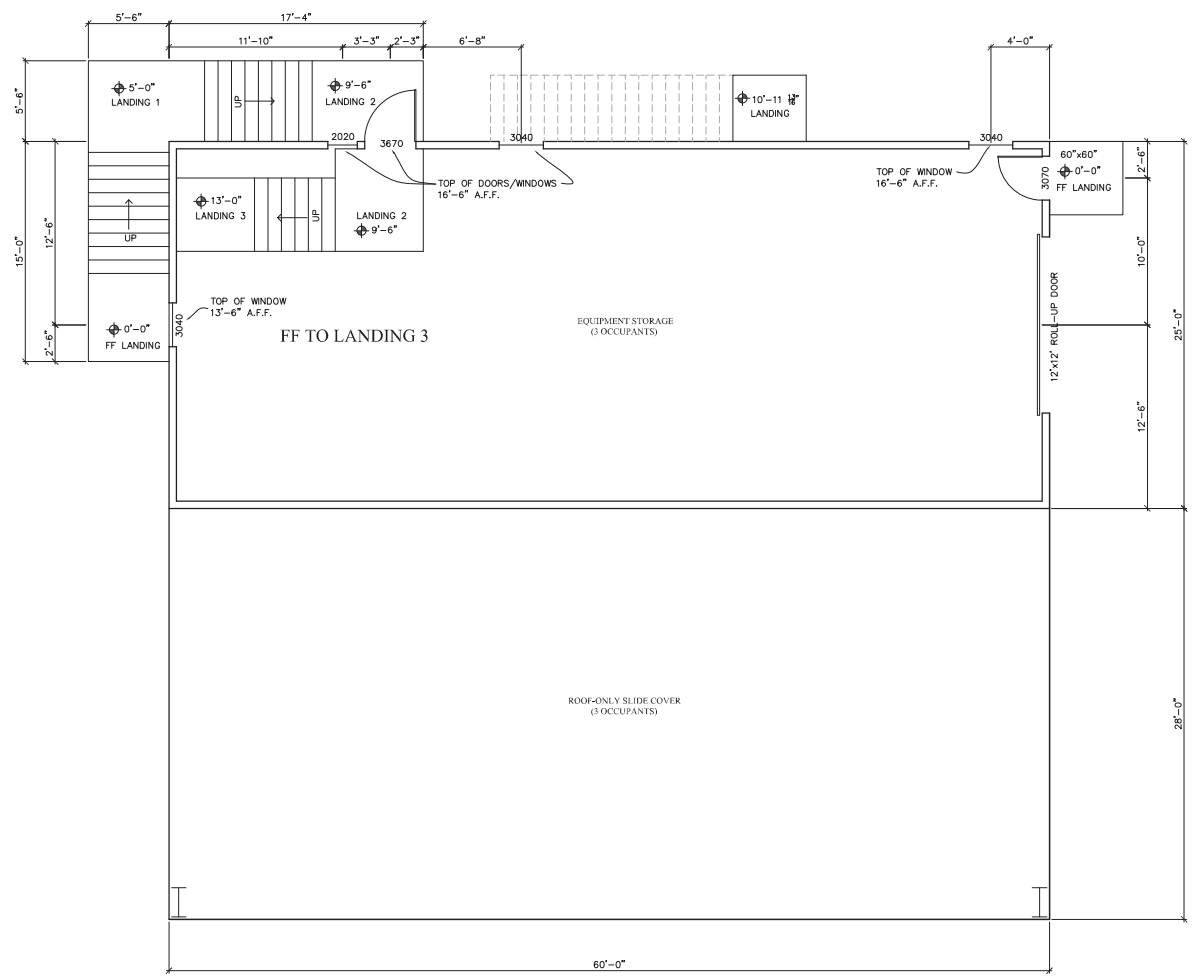 5'-6"
17'-4"
11'-10"
3'-3"
2'-3"
6'-8"
4'-0"
5'-6"
5'-0"
LANDING 1
UP
9'-6"
LANDING 2
10'-11
LANDING
2020
3670
3040
3040
TOP OF DOORS/WINDOWS
16'-6" A.F.F.
TOP OF WINDOW
16'-6" A.F.F.
60"x60"
0'-0"
FF LANDING
3070
2'-6"
13'-0"
LANDING 3
UP
LANDING 2
9'-6"
UP
12'-6"
15'-0"
10'-0"
TOP OF WINDOW
13'-6" A.F.F.
3040
0'-0"
FF LANDING
2'-6"
FF TO LANDING 3
EQUIPMENT STORAGE
(3 OCCUPANTS)
12'x12' ROLL-UP DOOR
25'-0"
12'-6"
ROOF-ONLY SLIDE COVER
(3 OCCUPANTS)
28'-0"
60'-0"